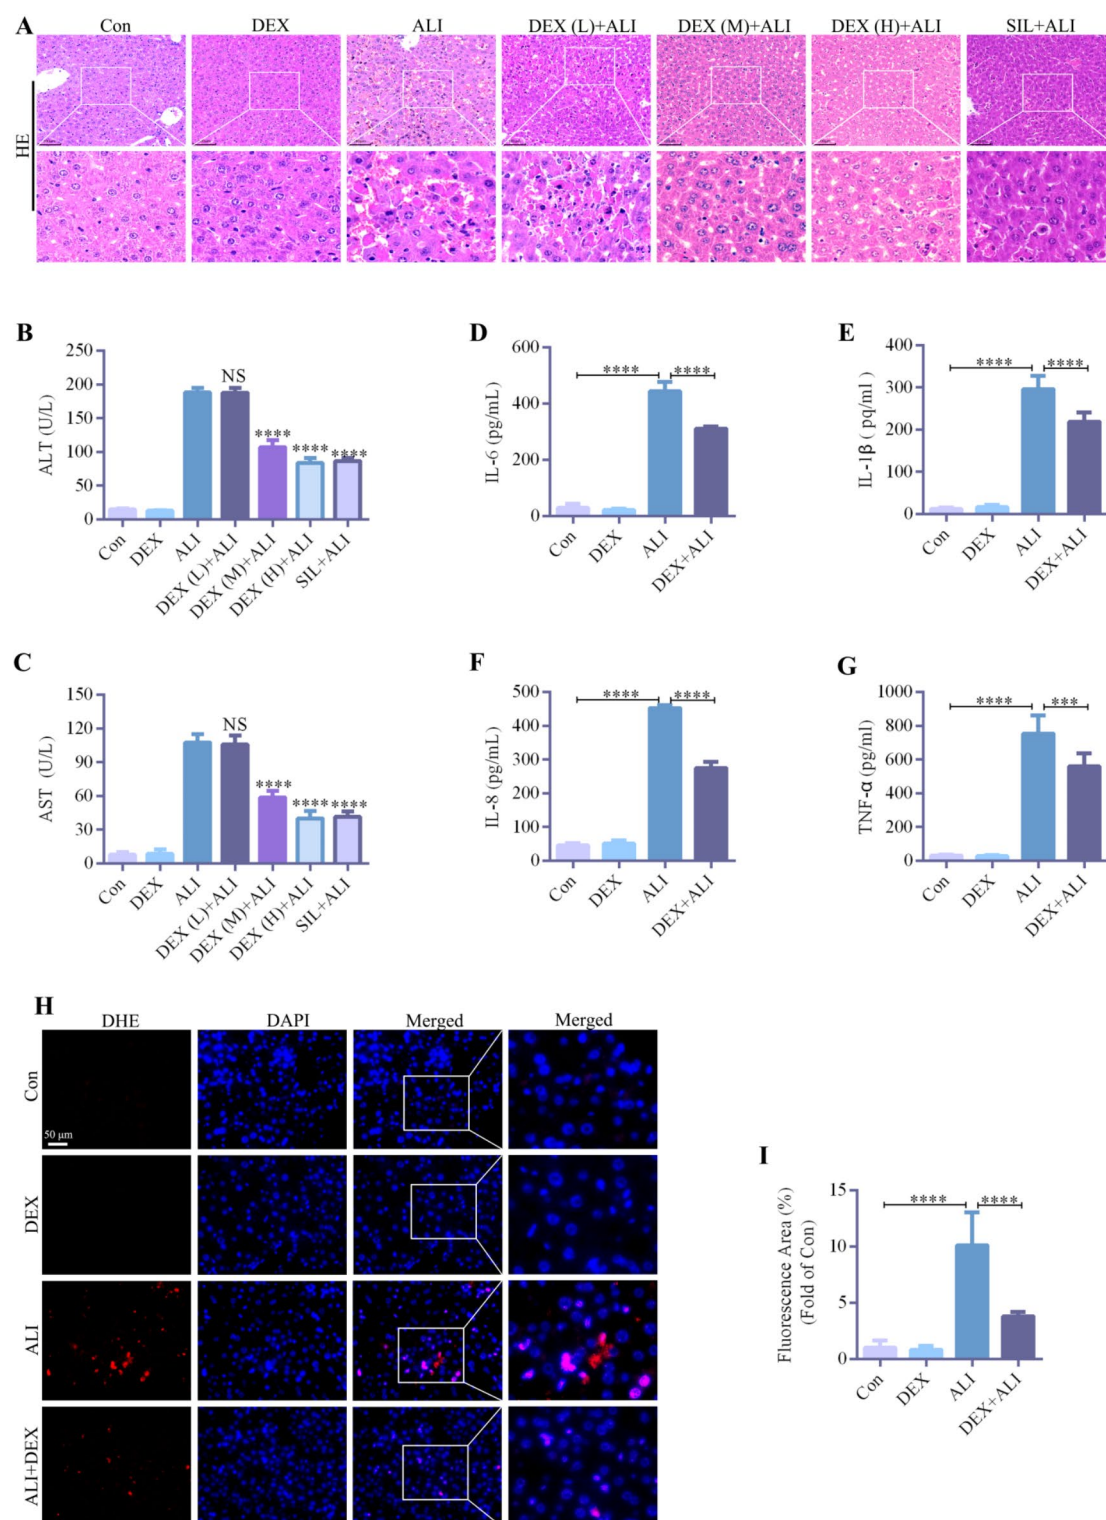 A
Con DEX ALI DEX (L)+ALI DEX (M)+ALI DEX (H)+ALI SIL+ALI
HE
B
ALT (U/L)
250
200
150
100
50
0
NS
**** **** ****
Con DEX ALI DEX (L)+ALI DEX (M)+ALI DEX (H)+ALI SIL+ALI
D
IL-6 (pg/mL)
600
400
200
0
**** ****
Con DEX ALI DEX+ALI
E
IL-1β ( pq/ml )
400
300
200
100
0
**** ****
Con DEX ALI DEX+ALI
C
AST (U/L)
150
120
90
60
30
0
NS
**** **** ****
Con DEX ALI DEX (L)+ALI DEX (M)+ALI DEX (H)+ALI SIL+ALI
F
IL-8 (pg/mL)
500
400
300
200
100
0
**** ****
Con DEX ALI DEX+ALI
G
TNF-α (pg/ml)
1000
800
600
400
200
0
**** ***
Con DEX ALI DEX+ALI
H
DHE DAPI Merged Merged
Con
50 μm
DEX
ALI
ALI+DEX
I
Fluorescence Area (%)
(Fold of Con)
15
10
5
0
**** ****
Con DEX ALI DEX+ALI